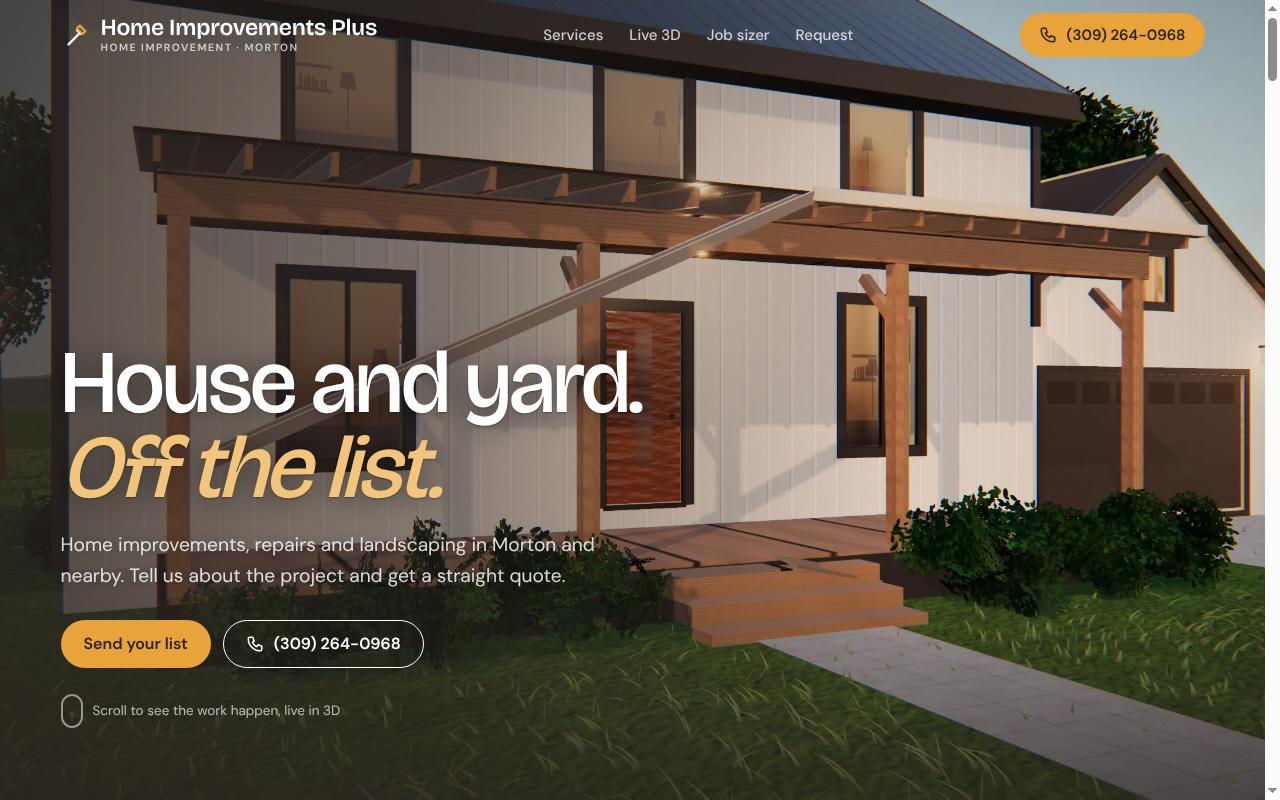 Home Improvements Plus
HOME IMPROVEMENT · MORTON
Services
Live 3D
Job sizer
Request
(309) 264-0968
House and yard.
Off the list.
Home improvements, repairs and landscaping in Morton and
nearby. Tell us about the project and get a straight quote.
Send your list
(309) 264-0968
Scroll to see the work happen, live in 3D